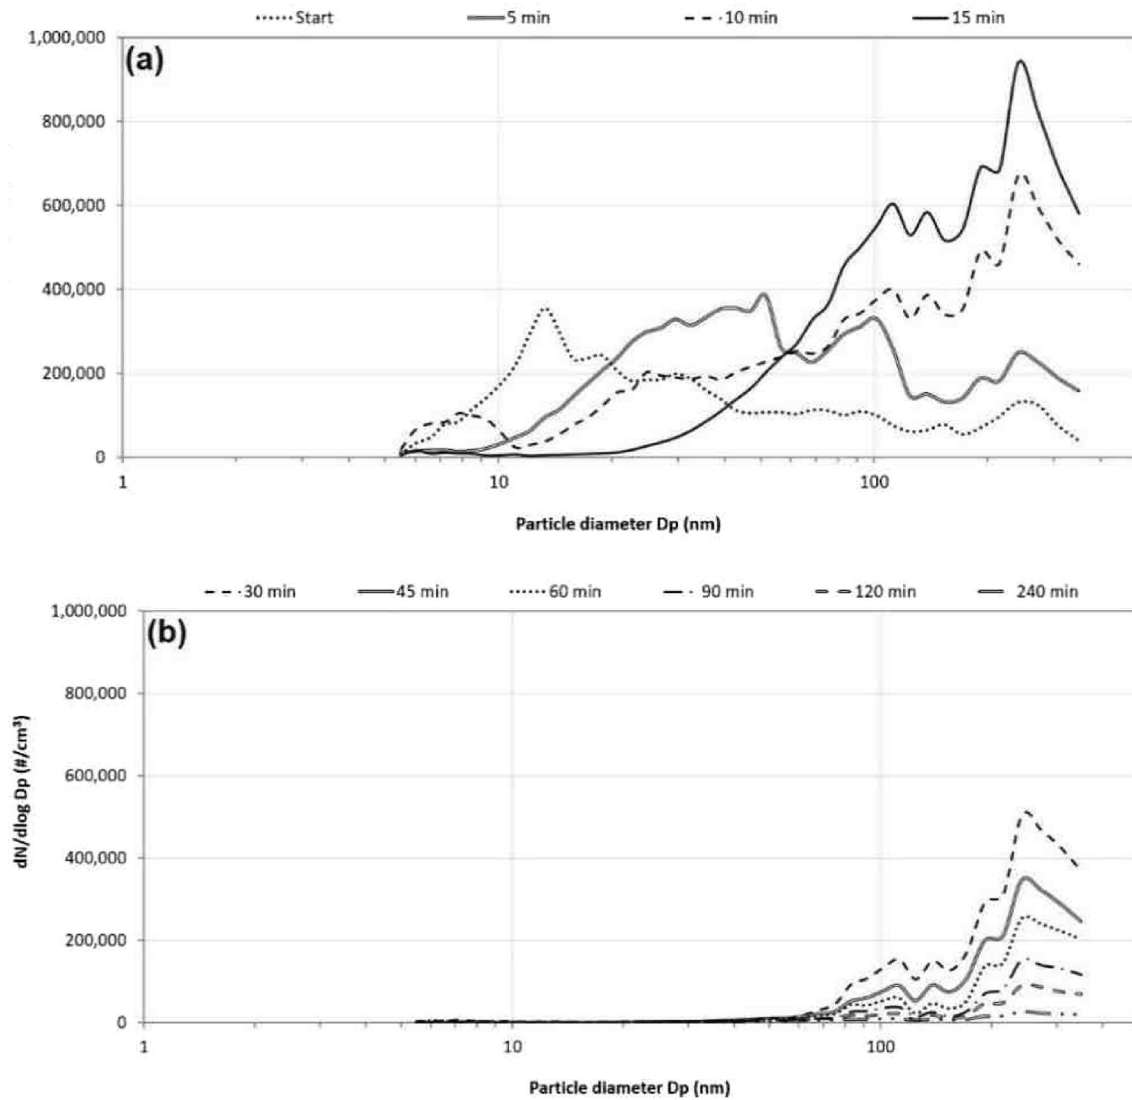 Start 5 min 10 min 15 min
(a)
1,000,000
800,000
600,000
400,000
200,000
0
1 10 100
Particle diameter Dp (nm)
30 min 45 min 60 min 90 min 120 min 240 min
(b)
1,000,000
800,000
600,000
400,000
200,000
0
dN/dlog Dp (#/cm³)
1 10 100
Particle diameter Dp (nm)